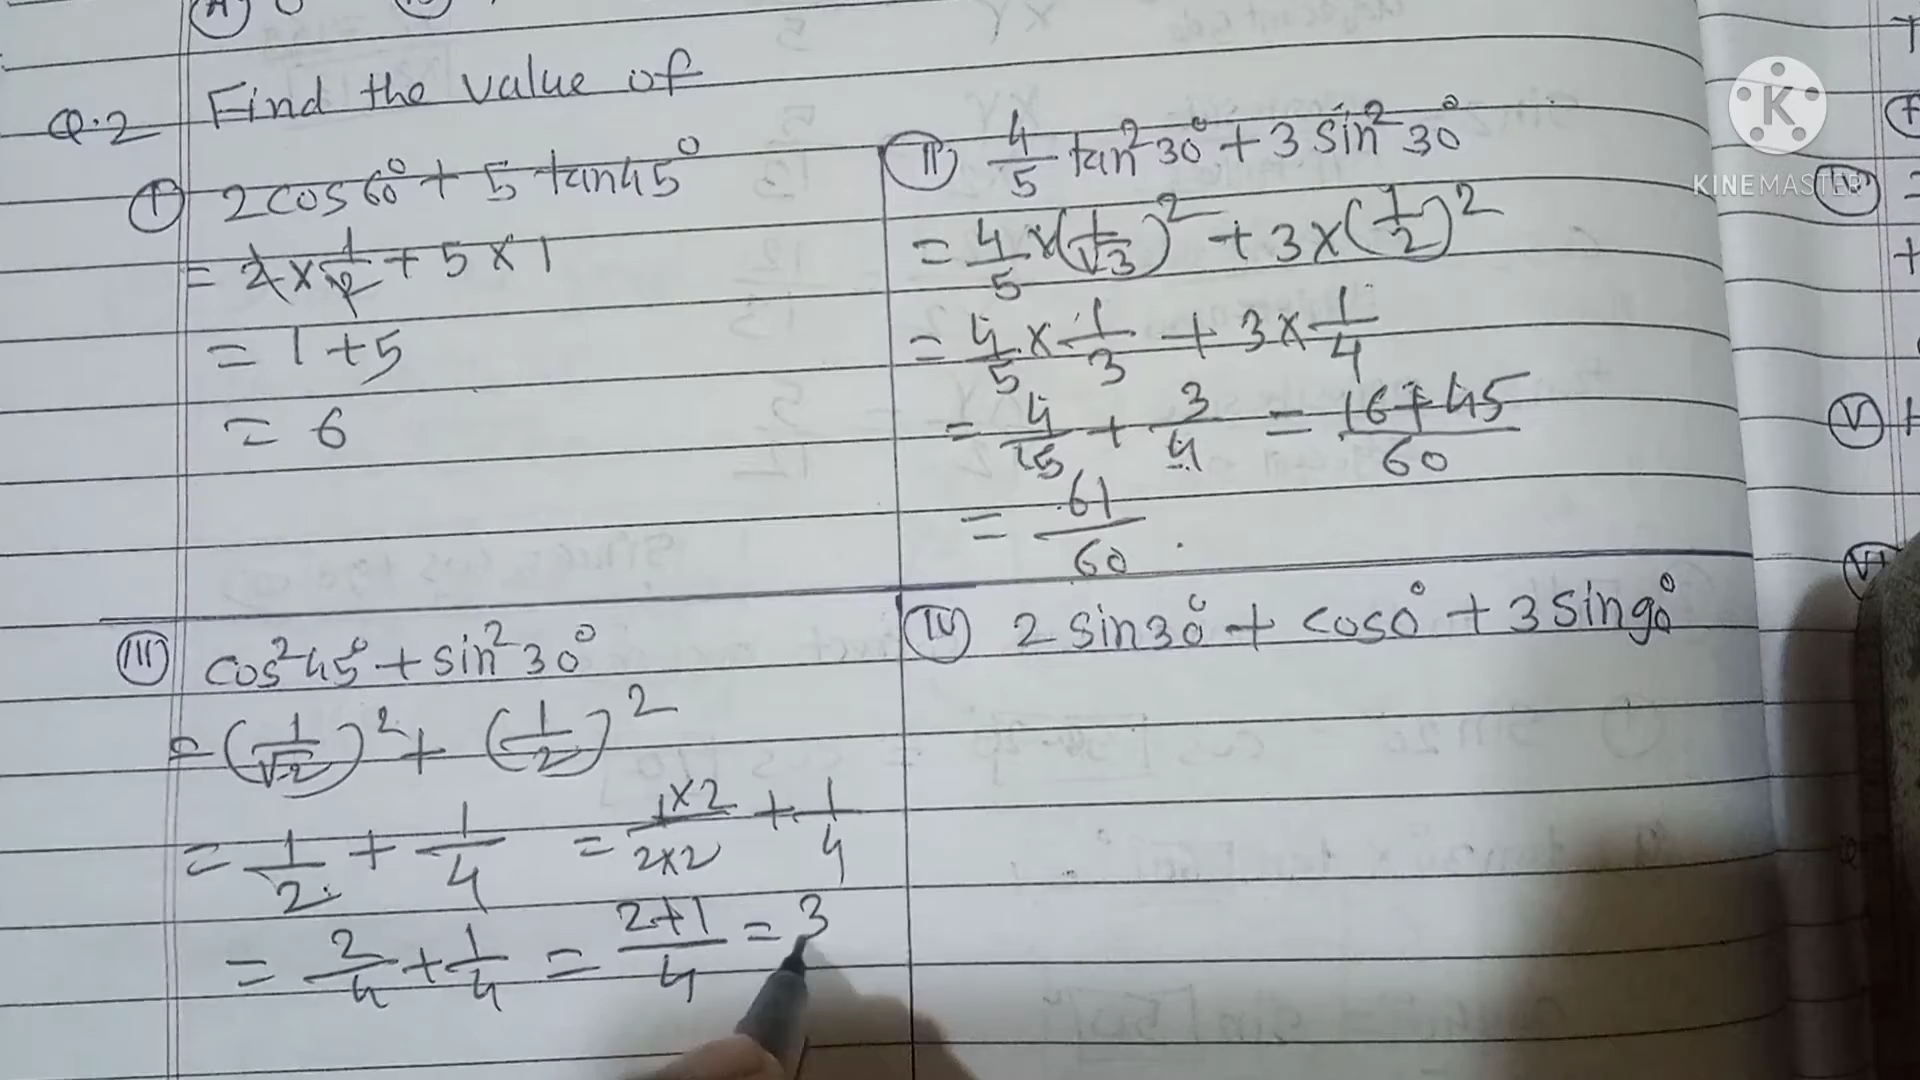 Q.2 Find the value of
(I) 2cos60° + 5 tan45°
= 2 × 1/2 + 5 × 1
= 1 + 5
= 6
(II) 4/5 tan²30° + 3 sin²30°
= 4/5 × (1/√3)² + 3 × (1/2)²
= 4/5 × 1/3 + 3 × 1/4
= 4/15 + 3/4 = 16+45/60
= 61/60.
(III) cos²45° + sin²30°
= (1/√2)² + (1/2)²
= 1/2 + 1/4 = 1×2/2×2 + 1/4
= 2/4 + 1/4 = 2+1/4 = 3
(IV) 2 sin30° + cos0° + 3 sin90°
K
KINEMASTER
(IV)
+
(V)
(VI)